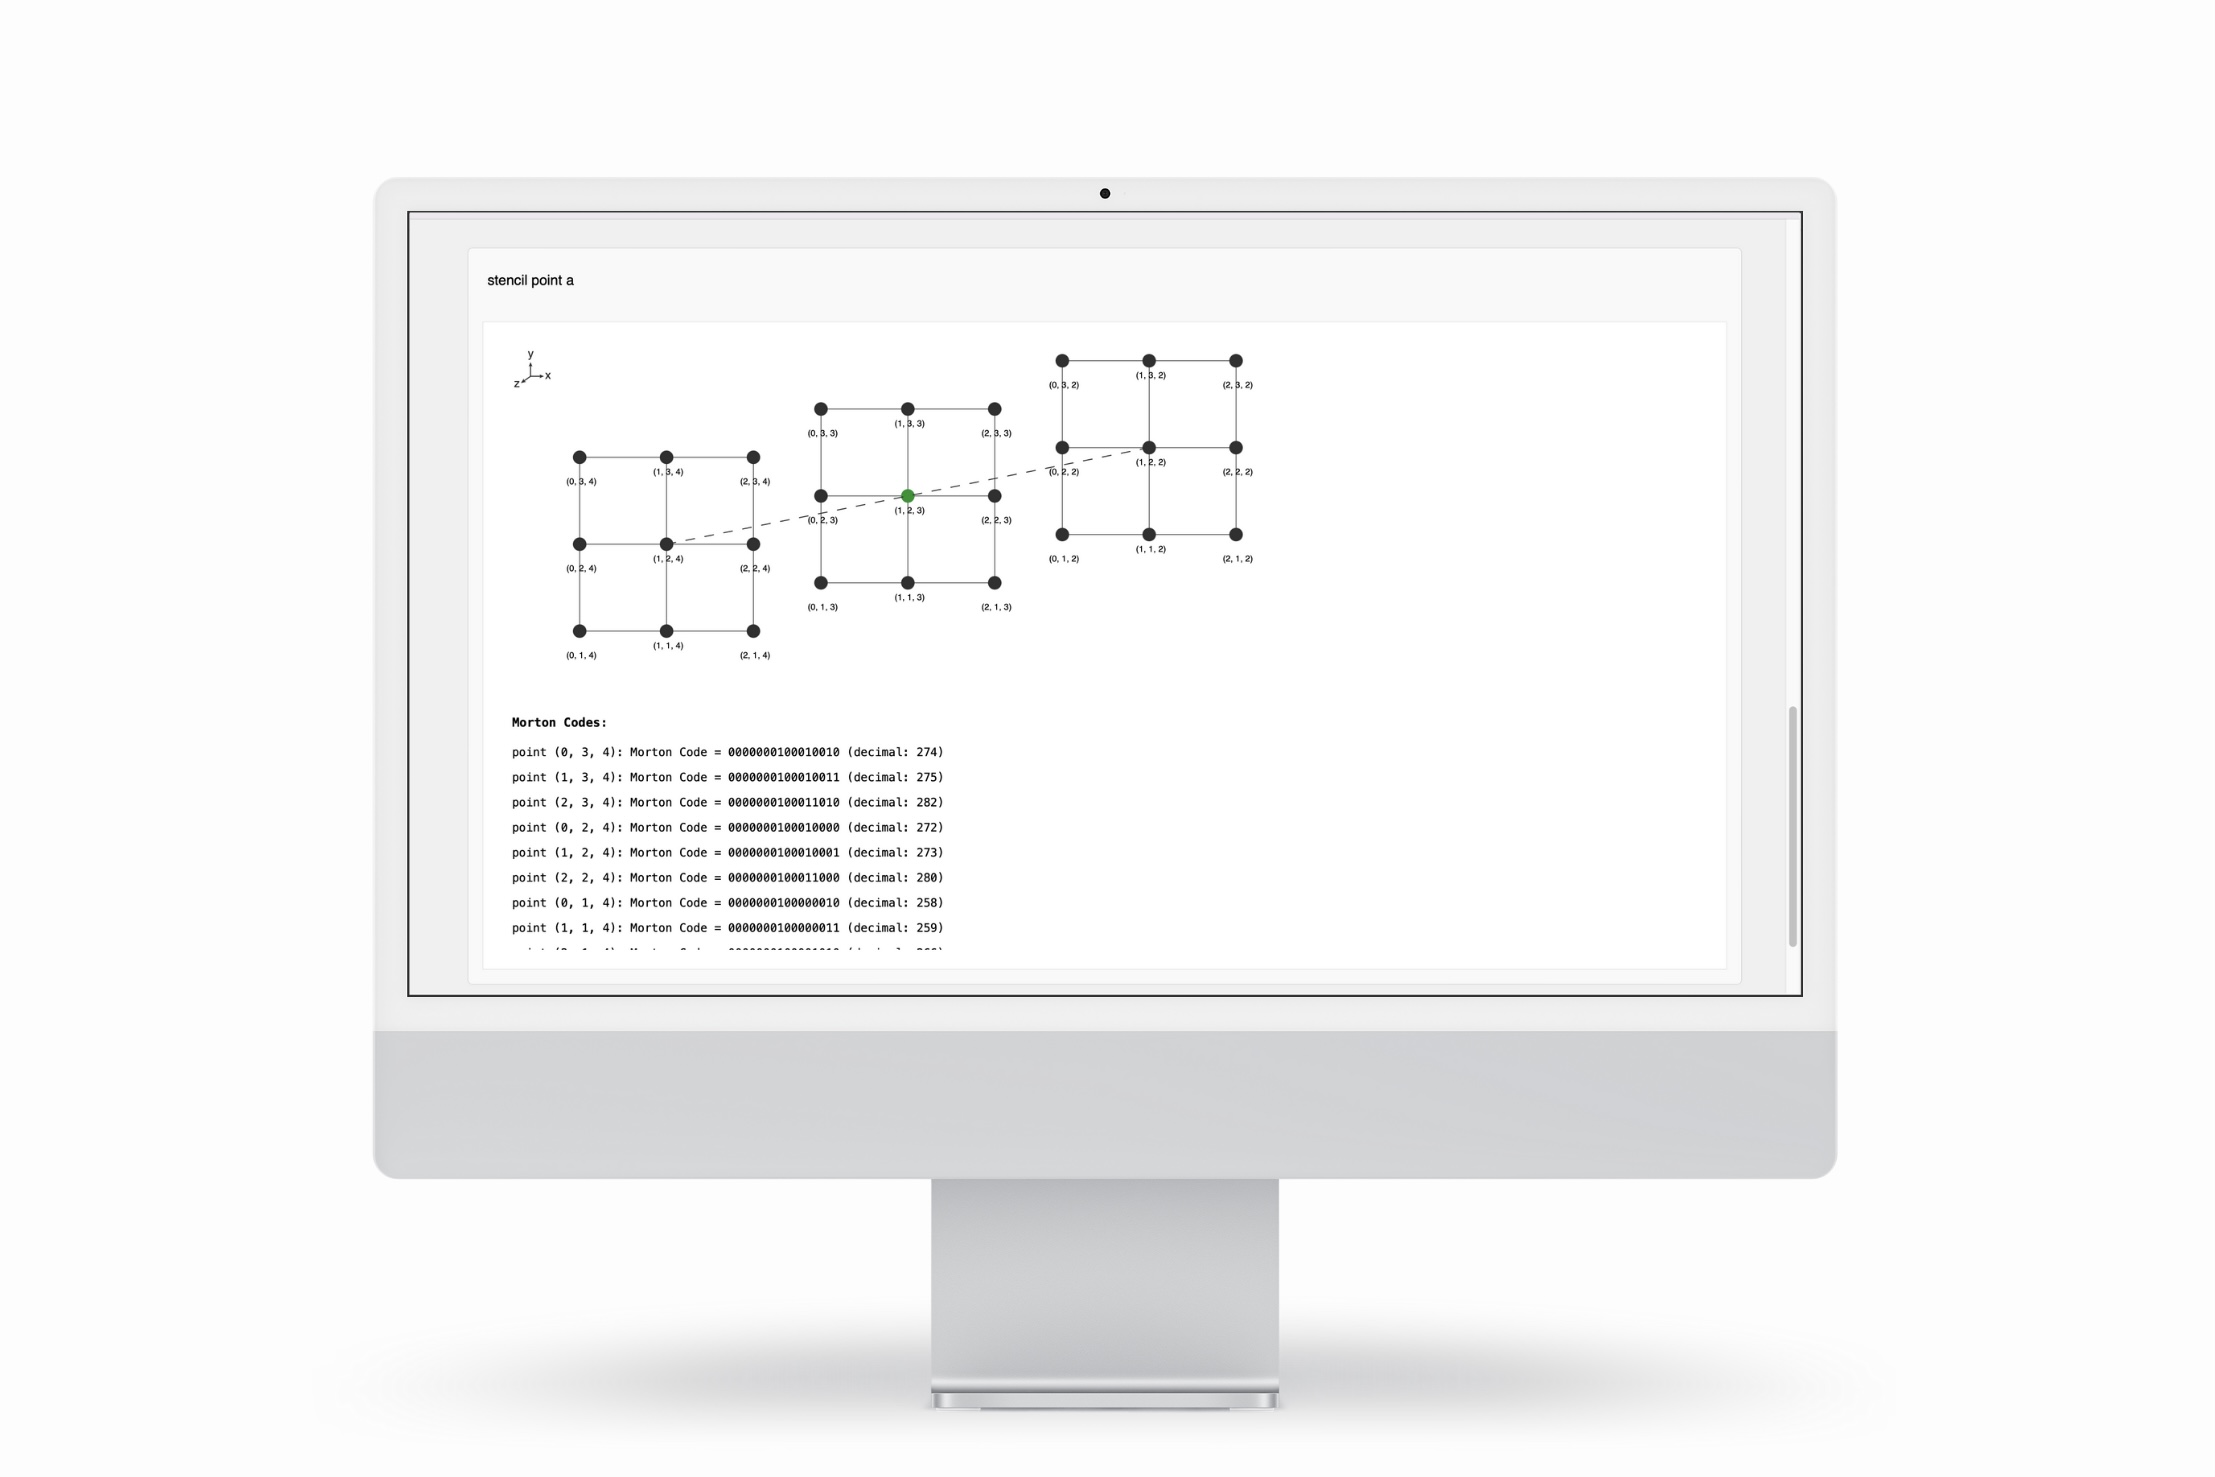 stencil point a
y
x
z
(0, 3, 2) (1, 3, 2) (2, 3, 2)
(0, 2, 2) (1, 2, 2) (2, 2, 2)
(0, 1, 2) (1, 1, 2) (2, 1, 2)
(0, 3, 3) (1, 3, 3) (2, 3, 3)
(0, 2, 3) (1, 2, 3) (2, 2, 3)
(0, 1, 3) (1, 1, 3) (2, 1, 3)
(0, 3, 4) (1, 3, 4) (2, 3, 4)
(0, 2, 4) (1, 2, 4) (2, 2, 4)
(0, 1, 4) (1, 1, 4) (2, 1, 4)
Morton Codes:
point (0, 3, 4): Morton Code = 0000000100010010 (decimal: 274)
point (1, 3, 4): Morton Code = 0000000100010011 (decimal: 275)
point (2, 3, 4): Morton Code = 0000000100011010 (decimal: 282)
point (0, 2, 4): Morton Code = 0000000100010000 (decimal: 272)
point (1, 2, 4): Morton Code = 0000000100010001 (decimal: 273)
point (2, 2, 4): Morton Code = 0000000100011000 (decimal: 280)
point (0, 1, 4): Morton Code = 0000000100000010 (decimal: 258)
point (1, 1, 4): Morton Code = 0000000100000011 (decimal: 259)